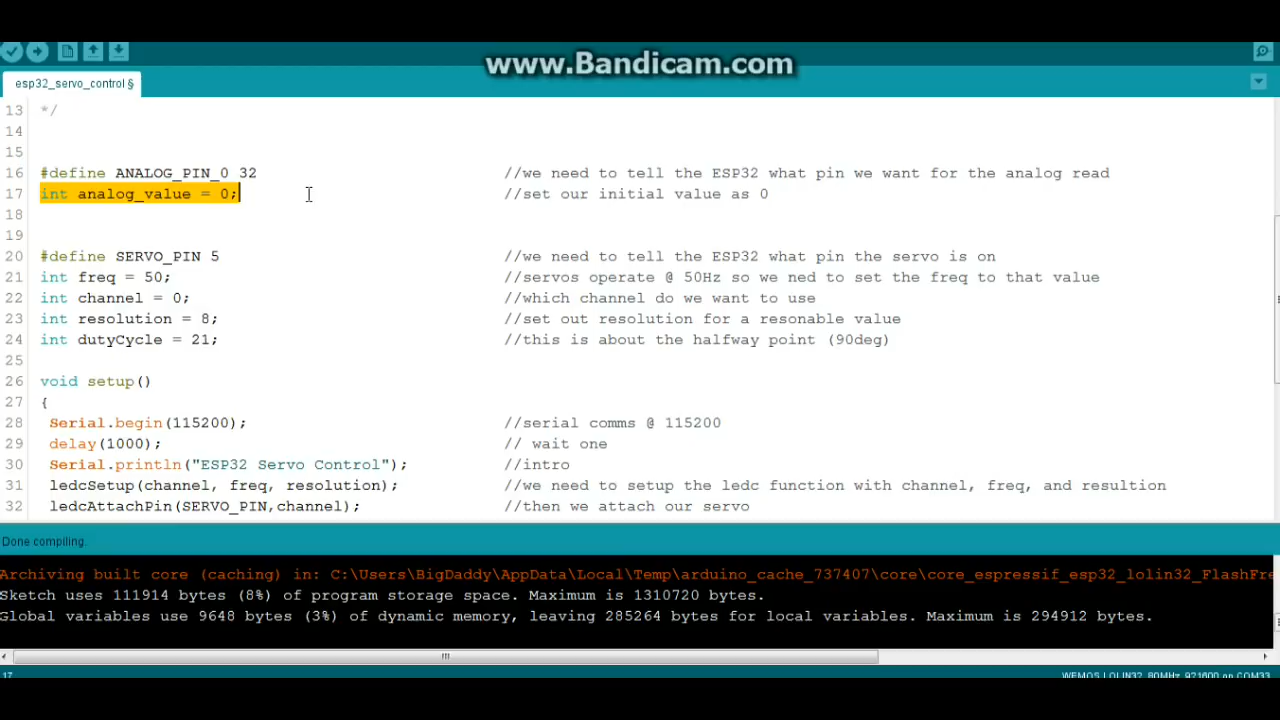 www.Bandicam.com
esp32_servo_control §
13 */
14
15
16 #define ANALOG_PIN_0 32 //we need to tell the ESP32 what pin we want for the analog read
17 int analog_value = 0; //set our initial value as 0
18
19
20 #define SERVO_PIN 5 //we need to tell the ESP32 what pin the servo is on
21 int freq = 50; //servos operate @ 50Hz so we ned to set the freq to that value
22 int channel = 0; //which channel do we want to use
23 int resolution = 8; //set out resolution for a resonable value
24 int dutyCycle = 21; //this is about the halfway point (90deg)
25
26 void setup()
27 {
28 Serial.begin(115200); //serial comms @ 115200
29 delay(1000); // wait one
30 Serial.println("ESP32 Servo Control"); //intro
31 ledcSetup(channel, freq, resolution); //we need to setup the ledc function with channel, freq, and resultion
32 ledcAttachPin(SERVO_PIN,channel); //then we attach our servo
Done compiling.
Archiving built core (caching) in: C:\Users\BigDaddy\AppData\Local\Temp\arduino_cache_737407\core\core_espressif_esp32_lolin32_FlashFre
Sketch uses 111914 bytes (8%) of program storage space. Maximum is 1310720 bytes.
Global variables use 9648 bytes (3%) of dynamic memory, leaving 285264 bytes for local variables. Maximum is 294912 bytes.
17 WEMOS LOLIN32, 80MHz, 921600 on COM33